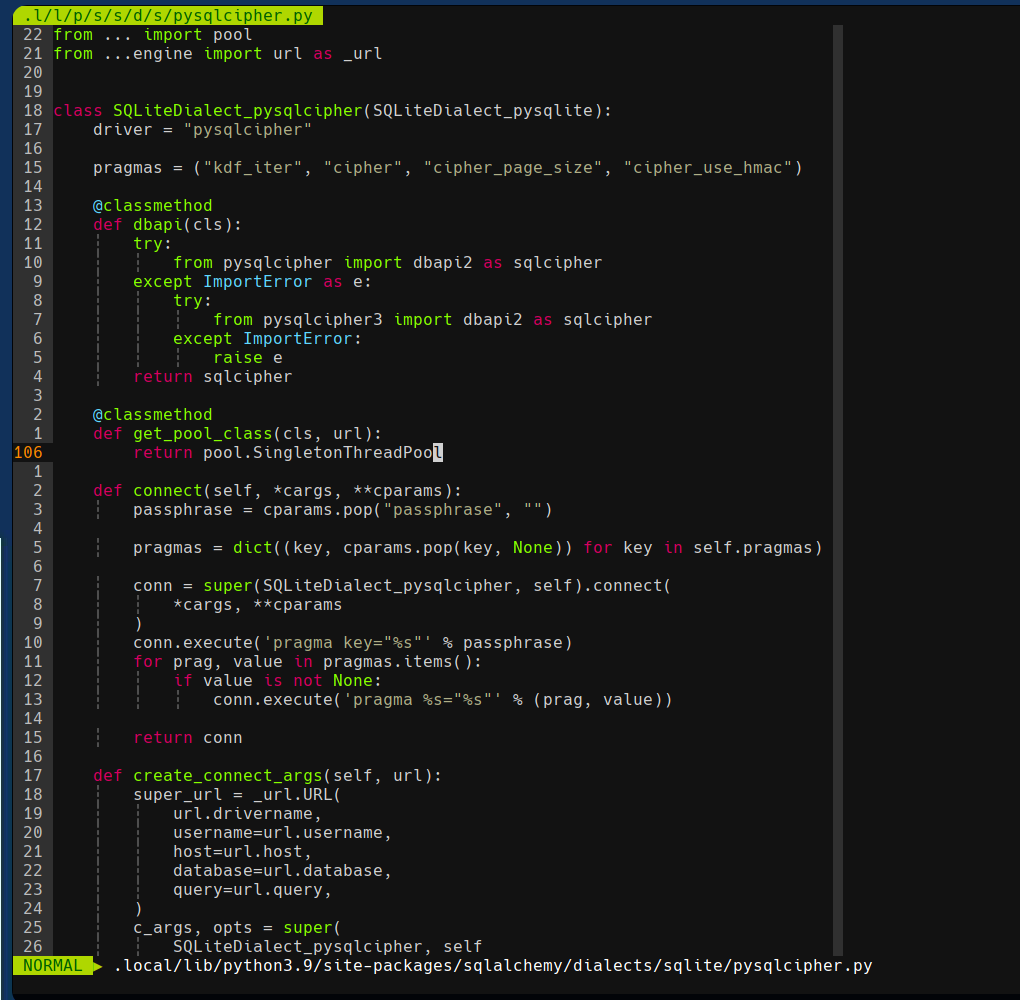 .l/l/p/s/s/d/s/pysqlcipher.py
22 from ... import pool
21 from ...engine import url as _url
20
19
18 class SQLiteDialect_pysqlcipher(SQLiteDialect_pysqlite):
17     driver = "pysqlcipher"
16
15     pragmas = ("kdf_iter", "cipher", "cipher_page_size", "cipher_use_hmac")
14
13     @classmethod
12     def dbapi(cls):
11         try:
10             from pysqlcipher import dbapi2 as sqlcipher
9         except ImportError as e:
8             try:
7                 from pysqlcipher3 import dbapi2 as sqlcipher
6             except ImportError:
5                 raise e
4         return sqlcipher
3
2     @classmethod
1     def get_pool_class(cls, url):
106         return pool.SingletonThreadPool
1
2     def connect(self, *cargs, **cparams):
3         passphrase = cparams.pop("passphrase", "")
4
5         pragmas = dict((key, cparams.pop(key, None)) for key in self.pragmas)
6
7         conn = super(SQLiteDialect_pysqlcipher, self).connect(
8             *cargs, **cparams
9         )
10         conn.execute('pragma key="%s"' % passphrase)
11         for prag, value in pragmas.items():
12             if value is not None:
13                 conn.execute('pragma %s="%s"' % (prag, value))
14
15         return conn
16
17     def create_connect_args(self, url):
18         super_url = _url.URL(
19             url.drivername,
20             username=url.username,
21             host=url.host,
22             database=url.database,
23             query=url.query,
24         )
25         c_args, opts = super(
26             SQLiteDialect_pysqlcipher, self
NORMAL .local/lib/python3.9/site-packages/sqlalchemy/dialects/sqlite/pysqlcipher.py